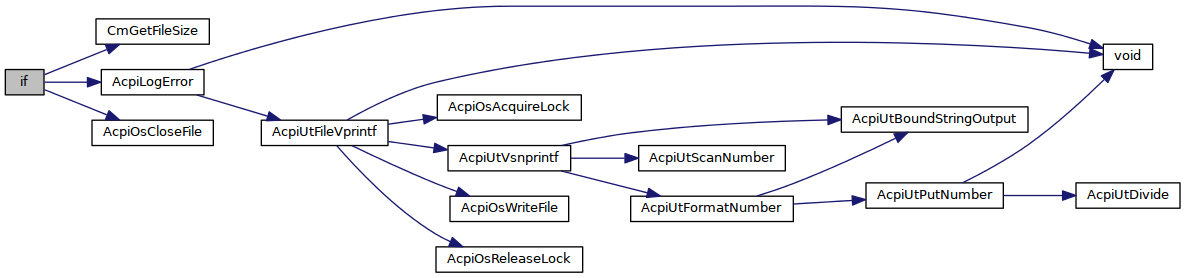 if
CmGetFileSize
AcpiLogError
AcpiOsCloseFile
AcpiUtFileVprintf
AcpiOsAcquireLock
AcpiUtVsnprintf
AcpiOsWriteFile
AcpiOsReleaseLock
AcpiUtScanNumber
AcpiUtFormatNumber
AcpiUtBoundStringOutput
AcpiUtPutNumber
void
AcpiUtDivide